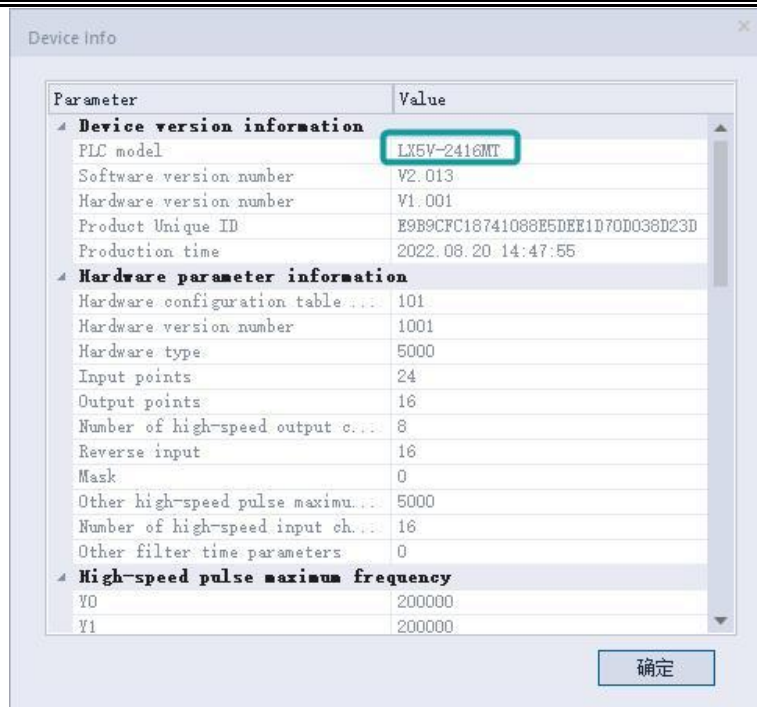 Device Info
Parameter Value
Device version information
PLC model LX5V-2416MT
Software version number V2.013
Hardware version number V1.001
Product Unique ID E9B9CFC18741088E5DEE1D70D038D23D
Production time 2022.08.20 14:47:55
Hardware parameter information
Hardware configuration table ... 101
Hardware version number 1001
Hardware type 5000
Input points 24
Output points 16
Number of high-speed output c... 8
Reverse input 16
Mask 0
Other high-speed pulse maximu... 5000
Number of high-speed input ch... 16
Other filter time parameters 0
High-speed pulse maximum frequency
Y0 200000
Y1 200000
确定